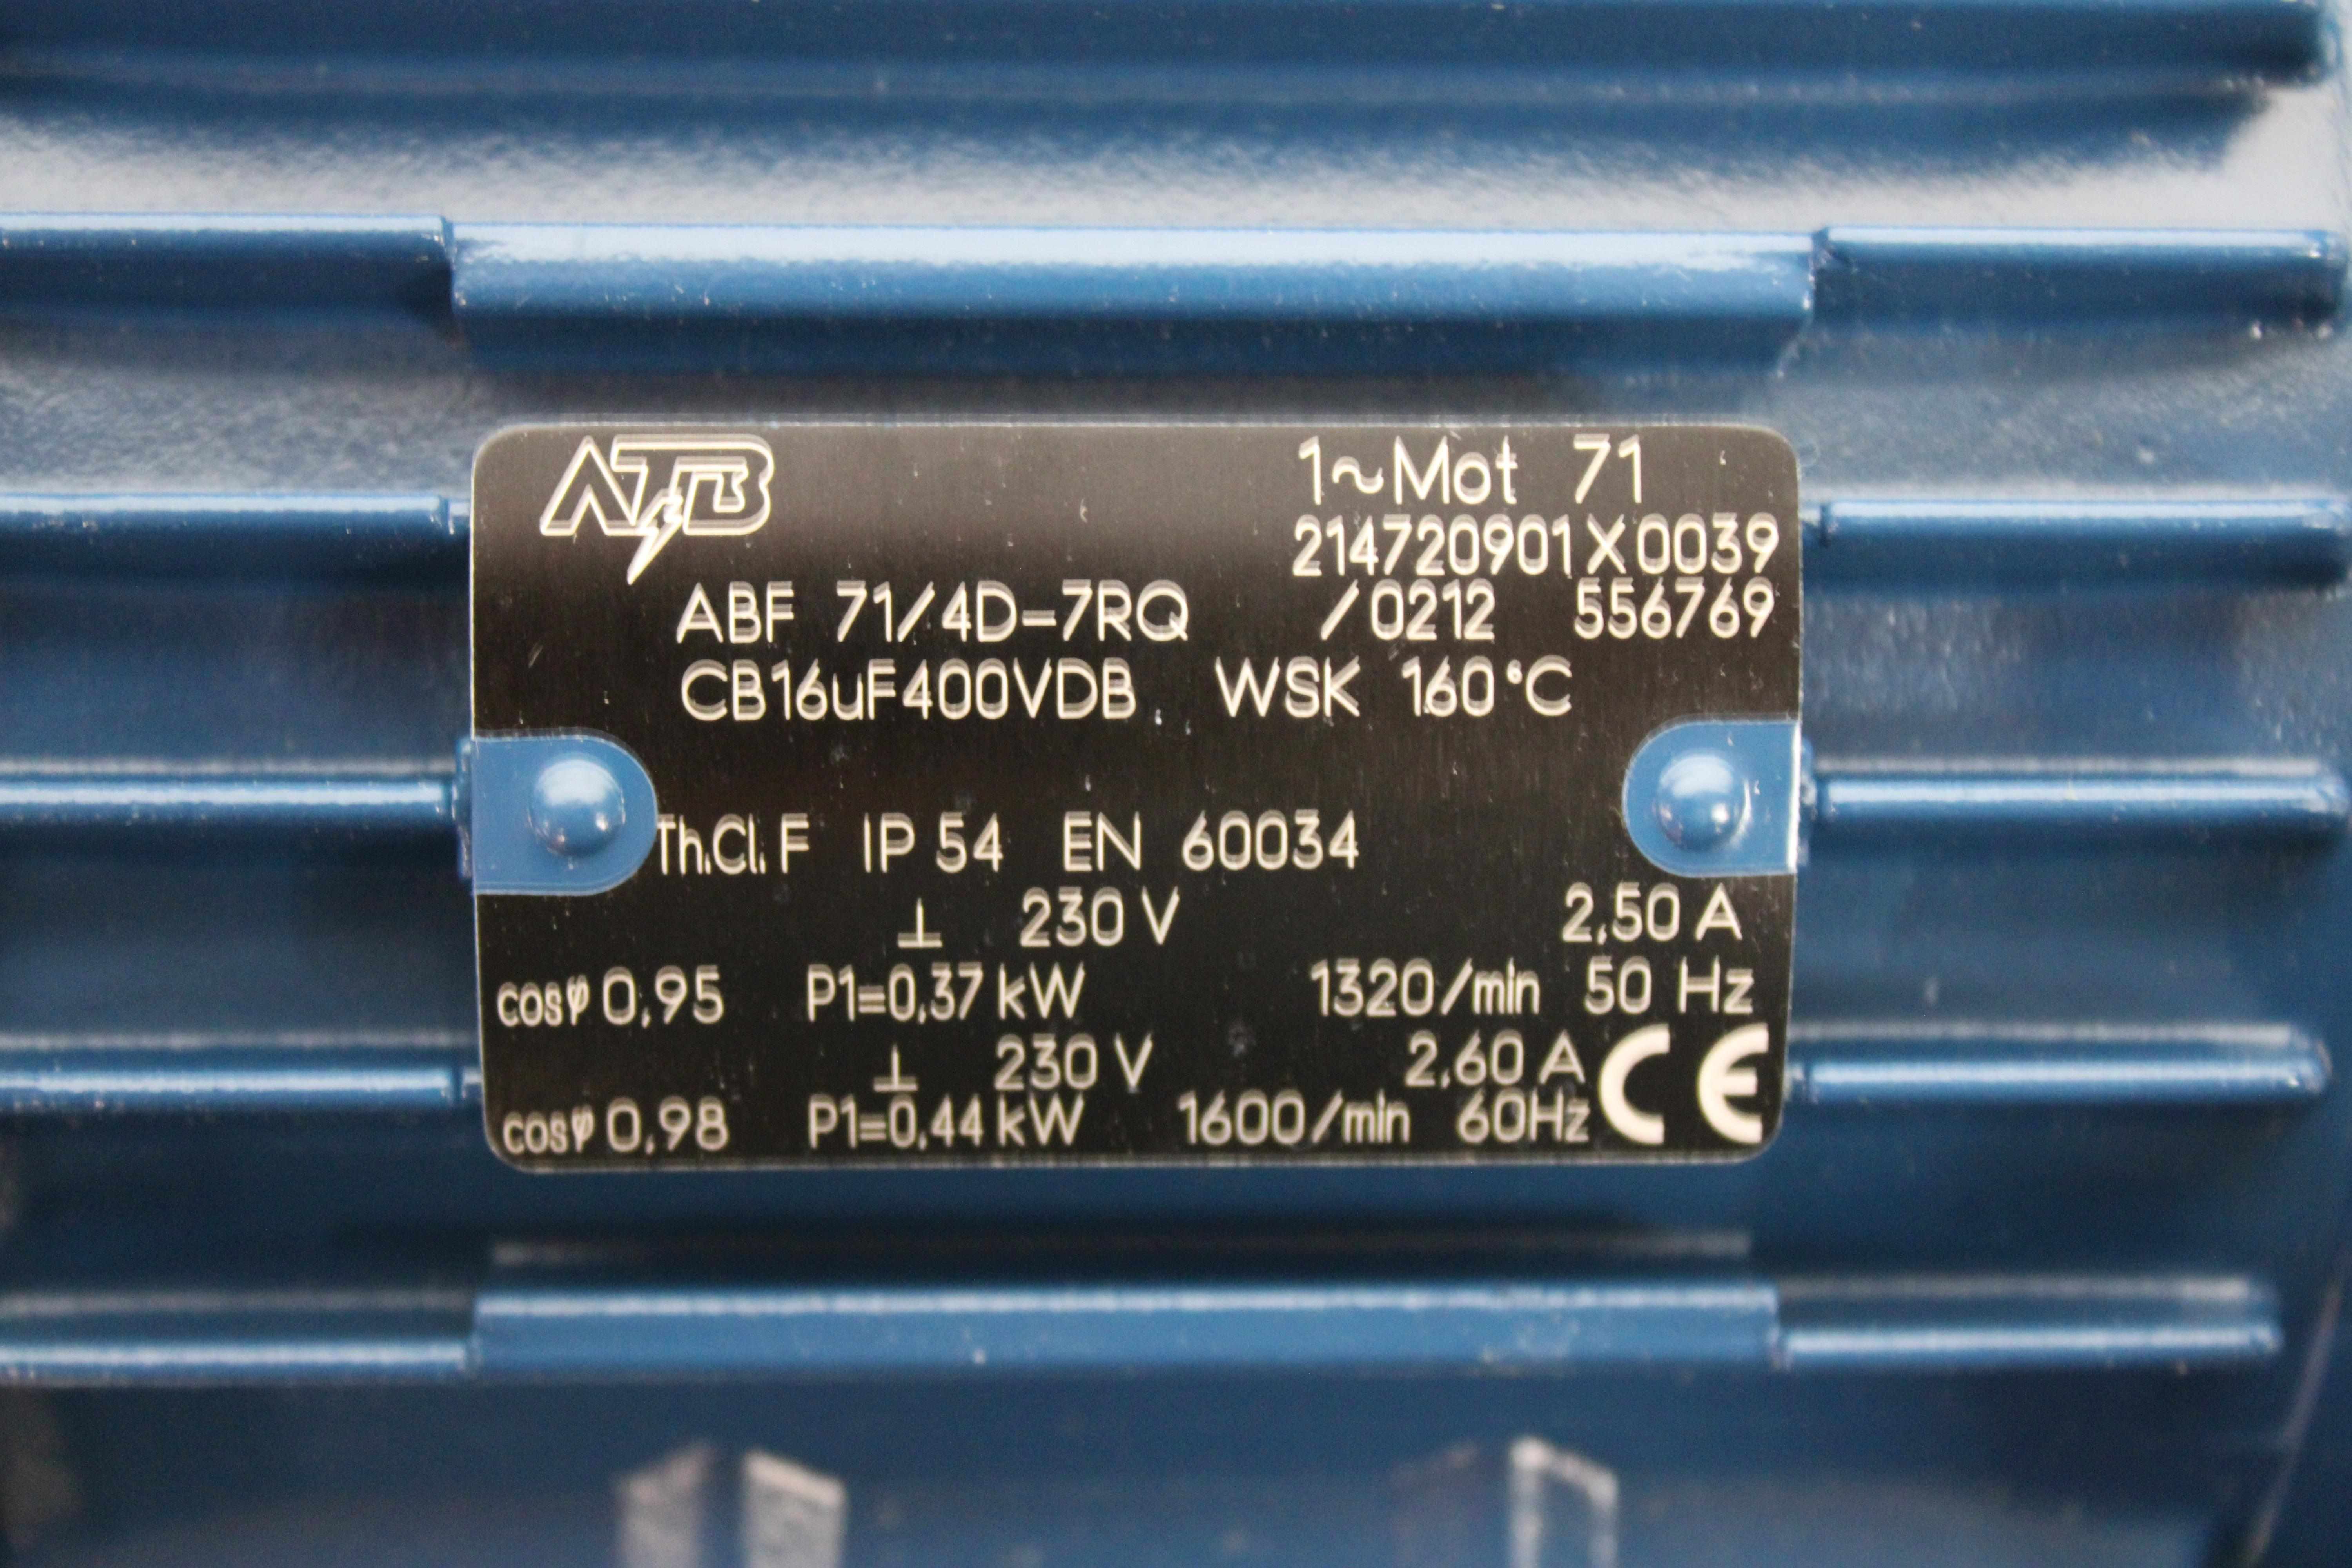 ATB
1~Mot 71
214720901X0039
ABF 71/4D-7RQ /0212 556769
CB16uF400VDB WSK 160°C
Th.Cl. F IP 54 EN 60034
⊥ 230 V 2,50 A
cosφ 0,95 P1=0,37 kW 1320/min 50 Hz
⊥ 230 V 2,60 A CE
cosφ 0,98 P1=0,44 kW 1600/min 60Hz